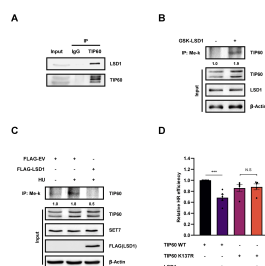 A
IP
Input IgG TIP60
LSD1
TIP60
B
GSK-LSD1 - +
IP: Me-k
TIP60
1.0 1.9
Input
TIP60
LSD1
β-Actin
C
FLAG-EV + + -
FLAG-LSD1 - - +
HU - + +
IP: Me-k
TIP60
1.0 1.8 0.5
Input
TIP60
SET7
FLAG(LSD1)
β-Actin
D
Relative HR efficiency
1.0
0.8
0.6
0.4
0.2
0.0
***
N.S
TIP60 WT + + - -
TIP60 K137R - - + +